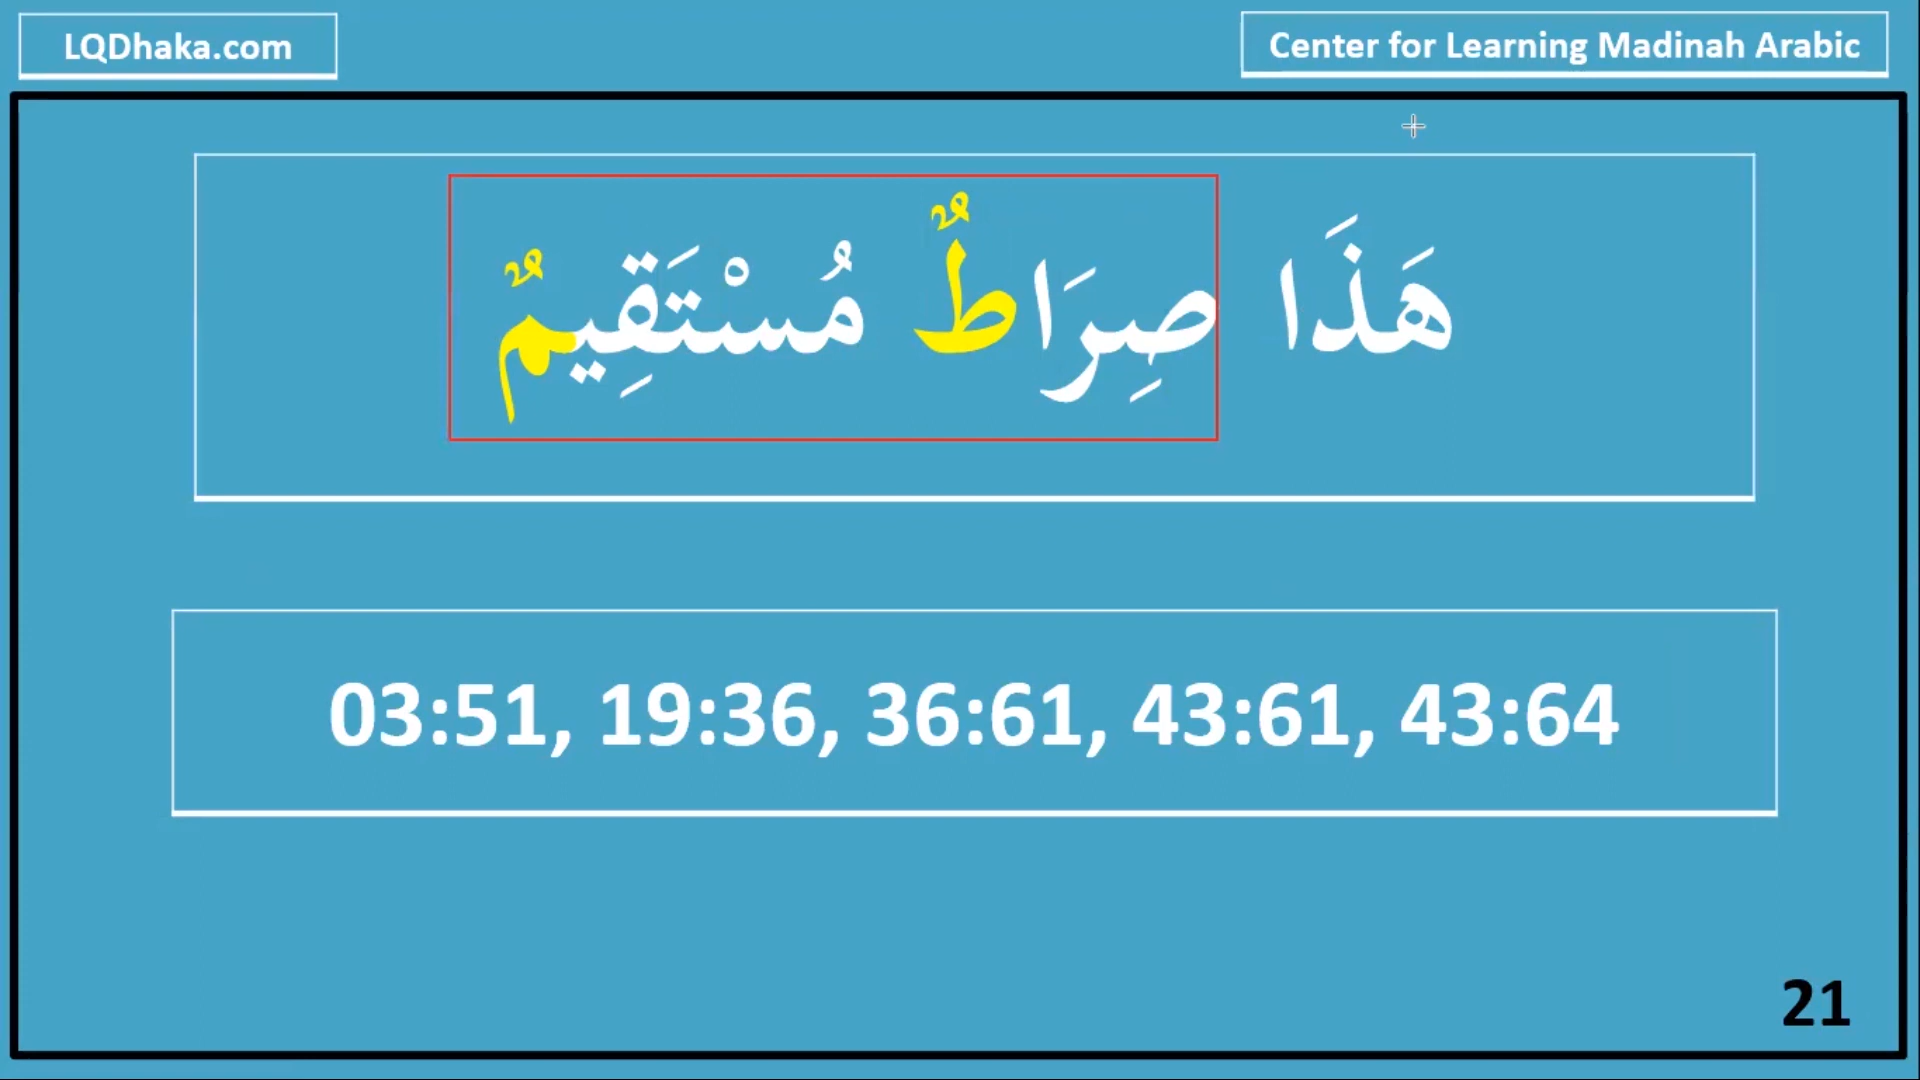 LQDhaka.com
Center for Learning Madinah Arabic
هَذَا صِرَاطٌ مُسْتَقِيمٌ
03:51, 19:36, 36:61, 43:61, 43:64
21